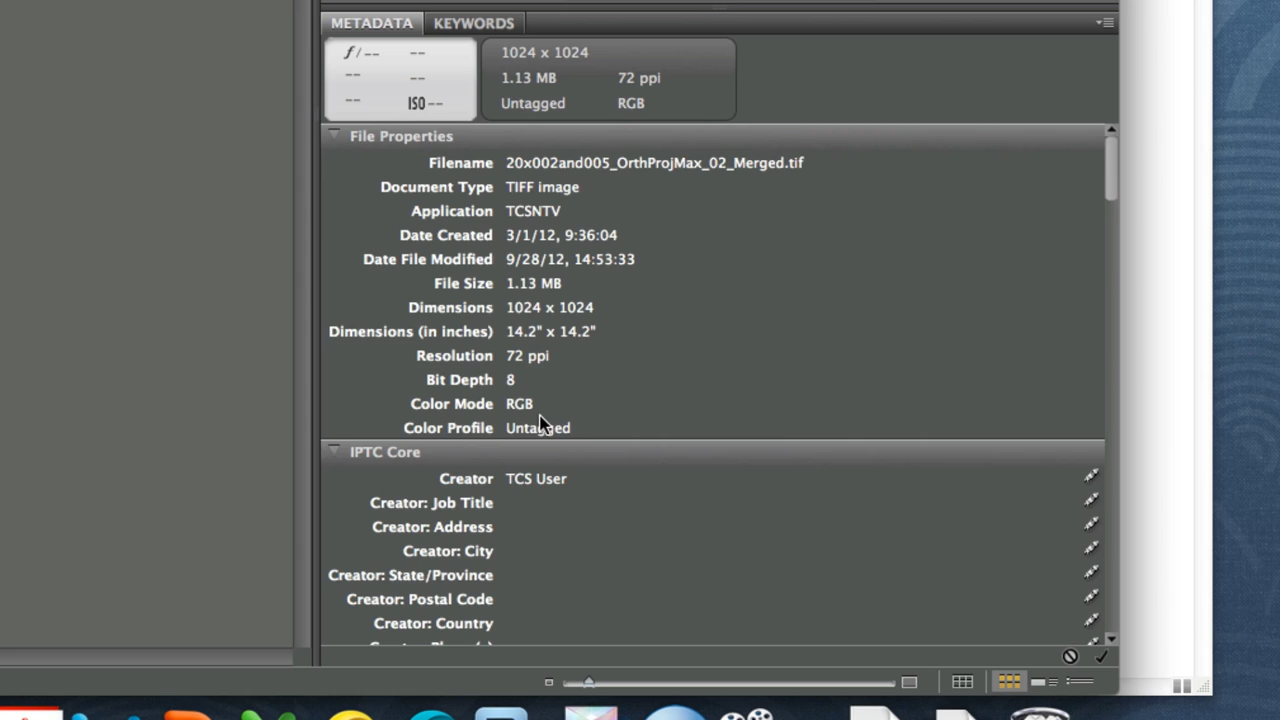 METADATA KEYWORDS
ƒ/-- --
-- --
-- ISO --
1024 x 1024
1.13 MB 72 ppi
Untagged RGB
File Properties
Filename 20x002and005_OrthProjMax_02_Merged.tif
Document Type TIFF image
Application TCSNTV
Date Created 3/1/12, 9:36:04
Date File Modified 9/28/12, 14:53:33
File Size 1.13 MB
Dimensions 1024 x 1024
Dimensions (in inches) 14.2" x 14.2"
Resolution 72 ppi
Bit Depth 8
Color Mode RGB
Color Profile Untagged
IPTC Core
Creator TCS User
Creator: Job Title
Creator: Address
Creator: City
Creator: State/Province
Creator: Postal Code
Creator: Country